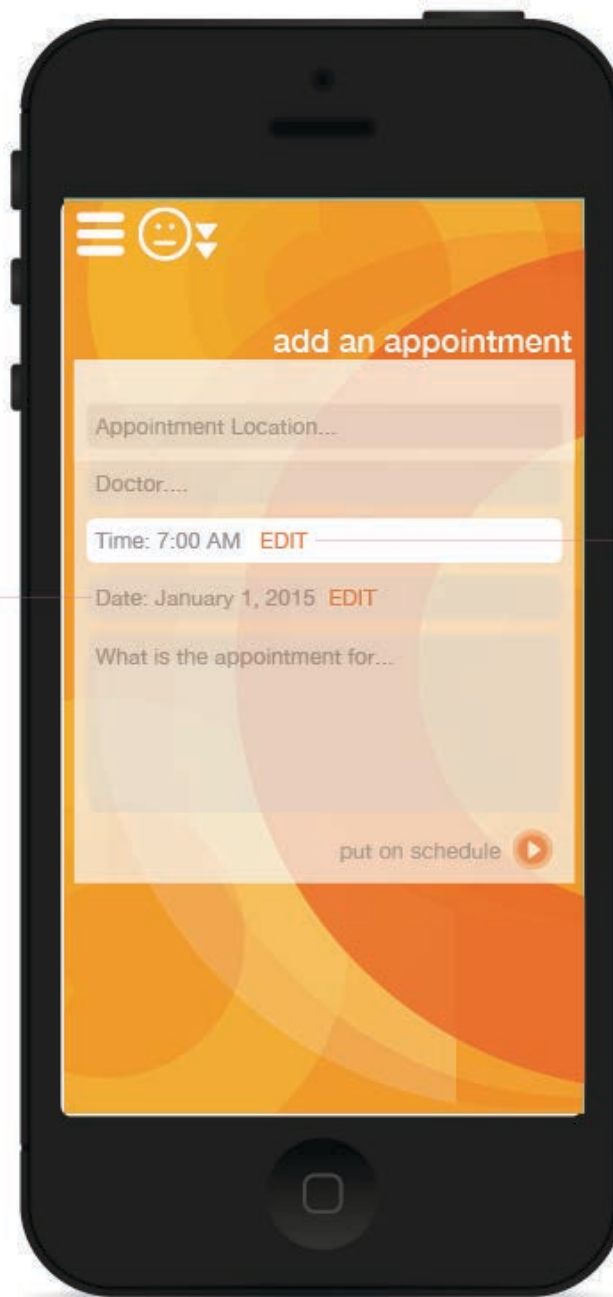 add an appointment
Appointment Location...
Doctor....
Time: 7:00 AM EDIT
Date: January 1, 2015 EDIT
What is the appointment for...
put on schedule